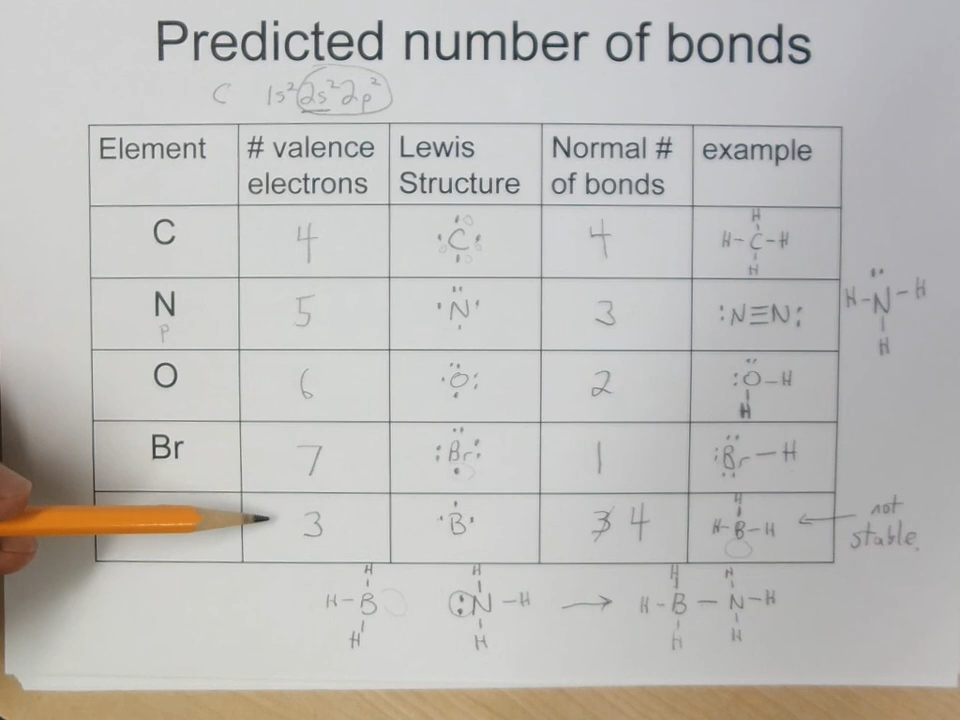 Predicted number of bonds
C 1s²2s²2p²
Element # valence electrons Lewis Structure Normal # of bonds example
C 4 ·C: 4 H-C-H H H
N P 5 ·N· 3 :N≡N: H-N-H H
O 6 ·O: 2 :O-H H
Br 7 :Br: 1 :Br-H
3 ·B· 3 4 H-B-H H ← not stable.
H-B H H :N-H H H → H-B-N-H H H H H